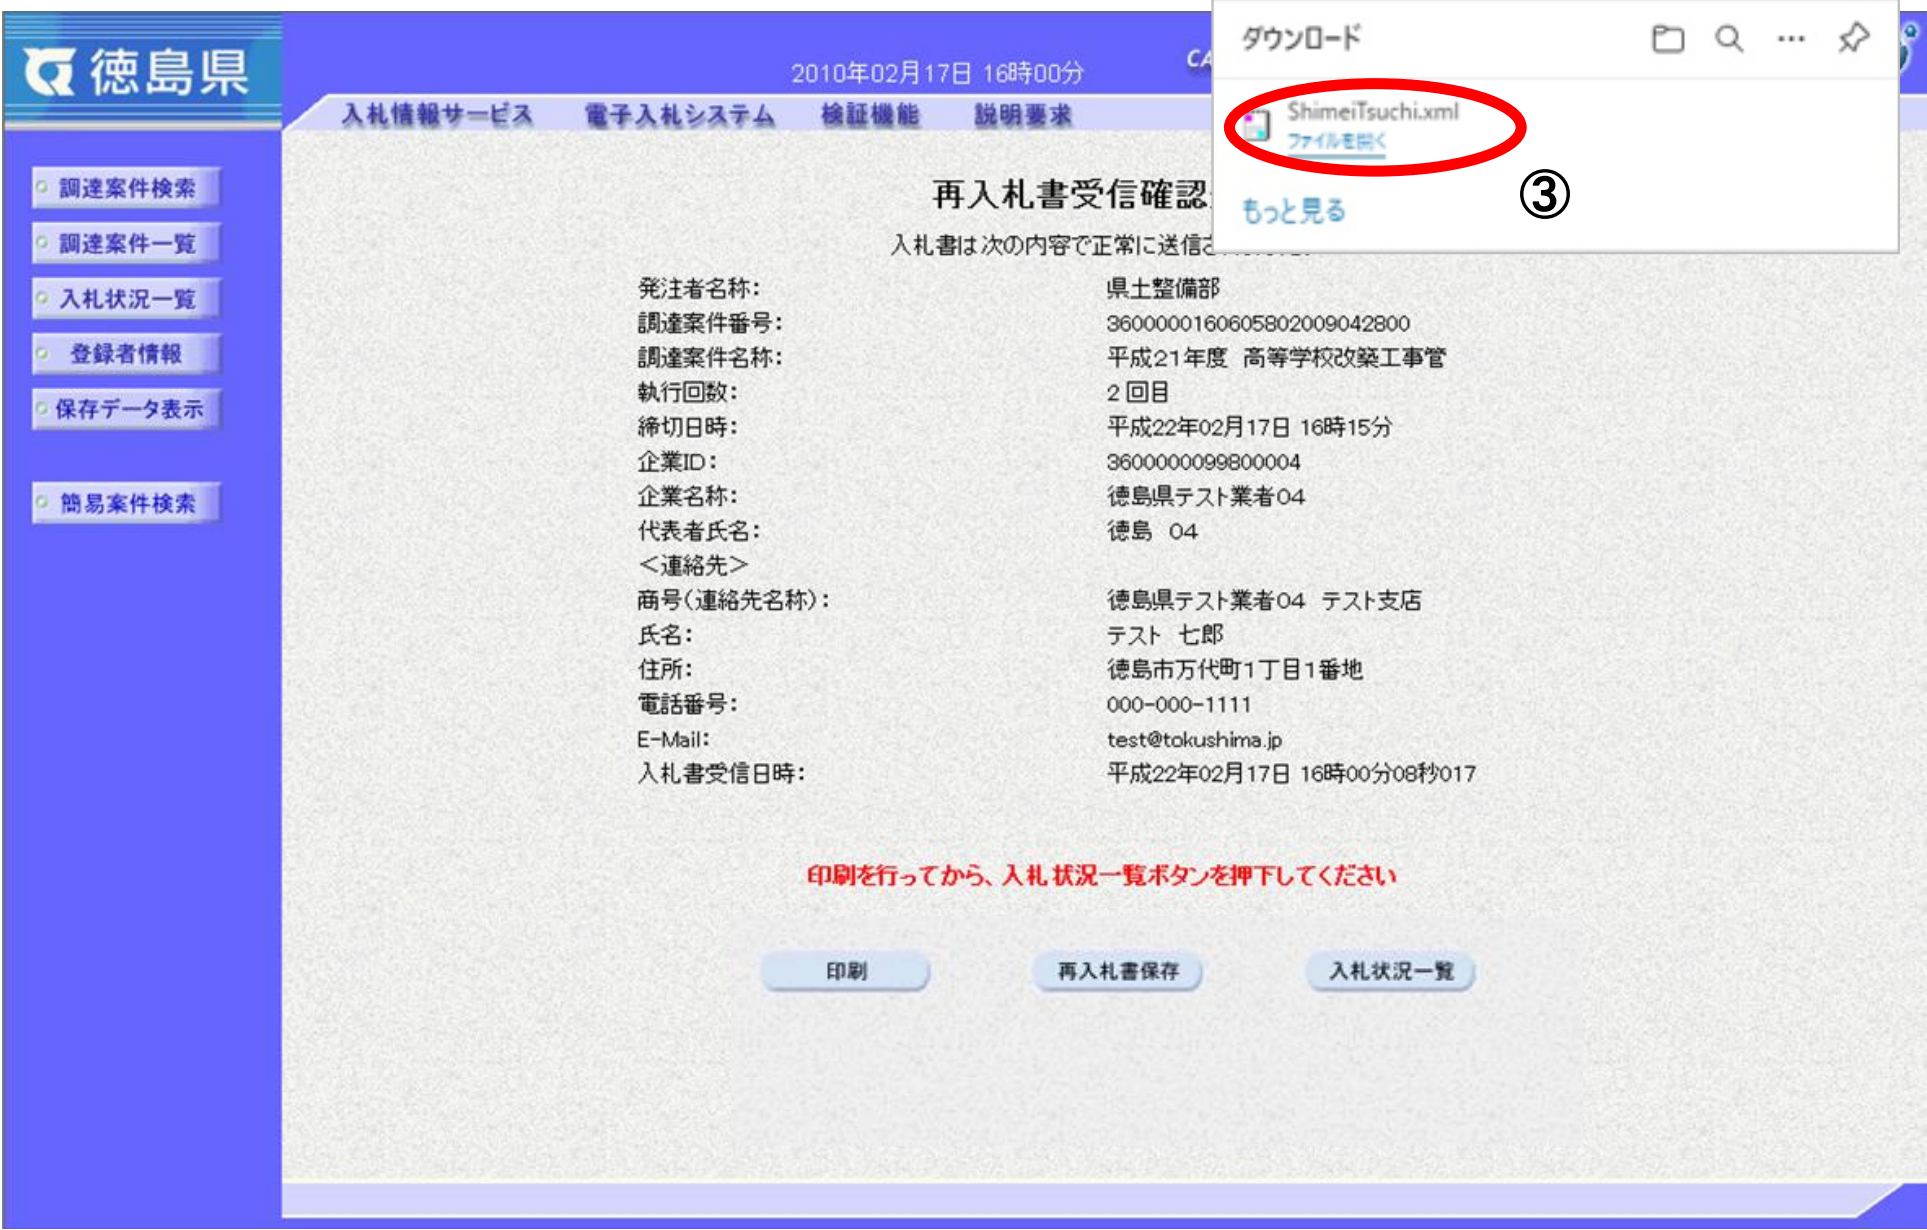 徳島県
2010年02月17日 16時00分
CA
入札情報サービス 電子入札システム 検証機能 説明要求
ダウンロード
ShimeiTsuchi.xml
ファイルを開く
③
もっと見る
調達案件検索
調達案件一覧
入札状況一覧
登録者情報
保存データ表示
簡易案件検索
再入札書受信確認
入札書は次の内容で正常に送信さ
発注者名称： 県土整備部
調達案件番号： 3600000160605802009042800
調達案件名称： 平成21年度 高等学校改築工事管
執行回数： 2回目
締切日時： 平成22年02月17日 16時15分
企業ID： 3600000099800004
企業名称： 徳島県テスト業者04
代表者氏名： 徳島 04
＜連絡先＞
商号(連絡先名称)： 徳島県テスト業者04 テスト支店
氏名： テスト 七郎
住所： 徳島市万代町1丁目1番地
電話番号： 000-000-1111
E-Mail： test@tokushima.jp
入札書受信日時： 平成22年02月17日 16時00分08秒017
印刷を行ってから、入札状況一覧ボタンを押下してください
印刷 再入札書保存 入札状況一覧